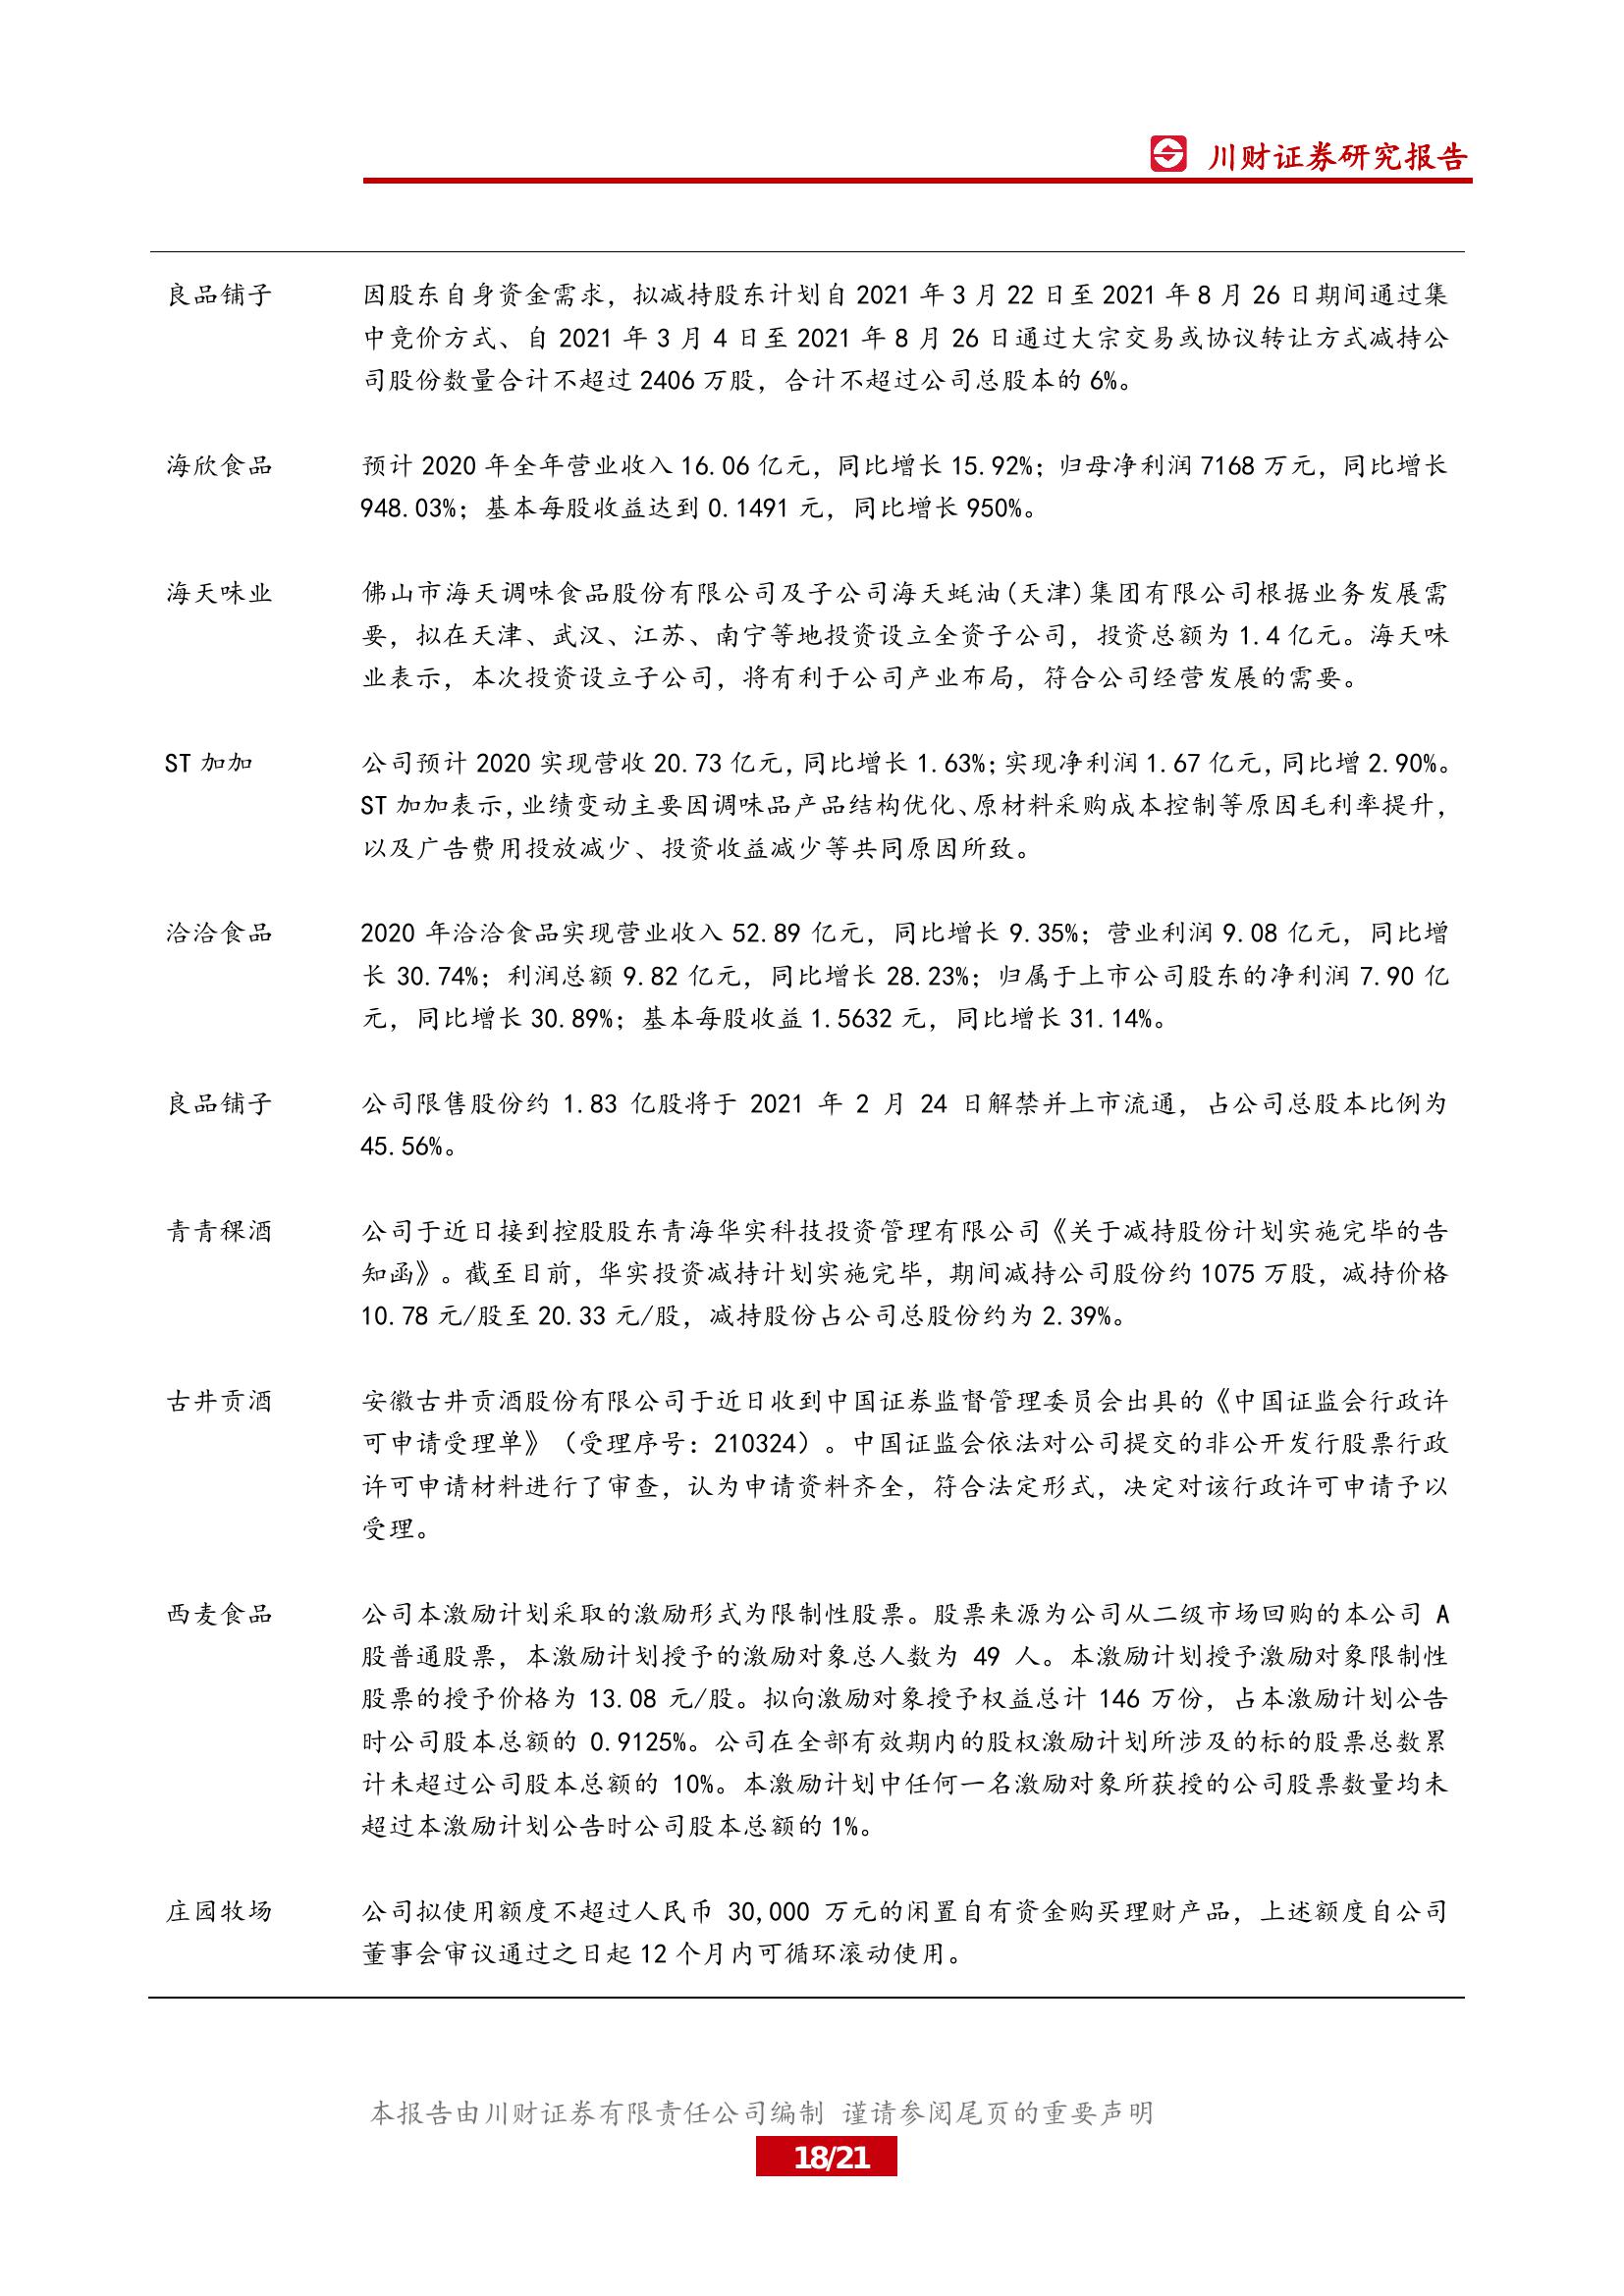 川财证券研究报告
良品铺子 因股东自身资金需求，拟减持股东计划自 2021 年 3 月 22 日至 2021 年 8 月 26 日期间通过集
中竞价方式、自 2021 年 3 月 4 日至 2021 年 8 月 26 日通过大宗交易或协议转让方式减持公
司股份数量合计不超过 2406 万股，合计不超过公司总股本的 6%。
海欣食品 预计 2020 年全年营业收入 16.06 亿元，同比增长 15.92%；归母净利润 7168 万元，同比增长
948.03%；基本每股收益达到 0.1491 元，同比增长 950%。
海天味业 佛山市海天调味食品股份有限公司及子公司海天蚝油(天津)集团有限公司根据业务发展需
要，拟在天津、武汉、江苏、南宁等地投资设立全资子公司，投资总额为 1.4 亿元。海天味
业表示，本次投资设立子公司，将有利于公司产业布局，符合公司经营发展的需要。
ST 加加 公司预计 2020 实现营收 20.73 亿元,同比增长 1.63%;实现净利润 1.67 亿元,同比增 2.90%。
ST 加加表示,业绩变动主要因调味品产品结构优化、原材料采购成本控制等原因毛利率提升，
以及广告费用投放减少、投资收益减少等共同原因所致。
洽洽食品 2020 年洽洽食品实现营业收入 52.89 亿元，同比增长 9.35%；营业利润 9.08 亿元，同比增
长 30.74%；利润总额 9.82 亿元，同比增长 28.23%；归属于上市公司股东的净利润 7.90 亿
元，同比增长 30.89%；基本每股收益 1.5632 元，同比增长 31.14%。
良品铺子 公司限售股份约 1.83 亿股将于 2021 年 2 月 24 日解禁并上市流通，占公司总股本比例为
45.56%。
青青稞酒 公司于近日接到控股股东青海华实科技投资管理有限公司《关于减持股份计划实施完毕的告
知函》。截至目前，华实投资减持计划实施完毕，期间减持公司股份约 1075 万股，减持价格
10.78 元/股至 20.33 元/股，减持股份占公司总股份约为 2.39%。
古井贡酒 安徽古井贡酒股份有限公司于近日收到中国证券监督管理委员会出具的《中国证监会行政许
可申请受理单》（受理序号：210324）。中国证监会依法对公司提交的非公开发行股票行政
许可申请材料进行了审查，认为申请资料齐全，符合法定形式，决定对该行政许可申请予以
受理。
西麦食品 公司本激励计划采取的激励形式为限制性股票。股票来源为公司从二级市场回购的本公司 A
股普通股票，本激励计划授予的激励对象总人数为 49 人。本激励计划授予激励对象限制性
股票的授予价格为 13.08 元/股。拟向激励对象授予权益总计 146 万份，占本激励计划公告
时公司股本总额的 0.9125%。公司在全部有效期内的股权激励计划所涉及的标的股票总数累
计未超过公司股本总额的 10%。本激励计划中任何一名激励对象所获授的公司股票数量均未
超过本激励计划公告时公司股本总额的 1%。
庄园牧场 公司拟使用额度不超过人民币 30,000 万元的闲置自有资金购买理财产品，上述额度自公司
董事会审议通过之日起 12 个月内可循环滚动使用。
本报告由川财证券有限责任公司编制 谨请参阅尾页的重要声明
18/21